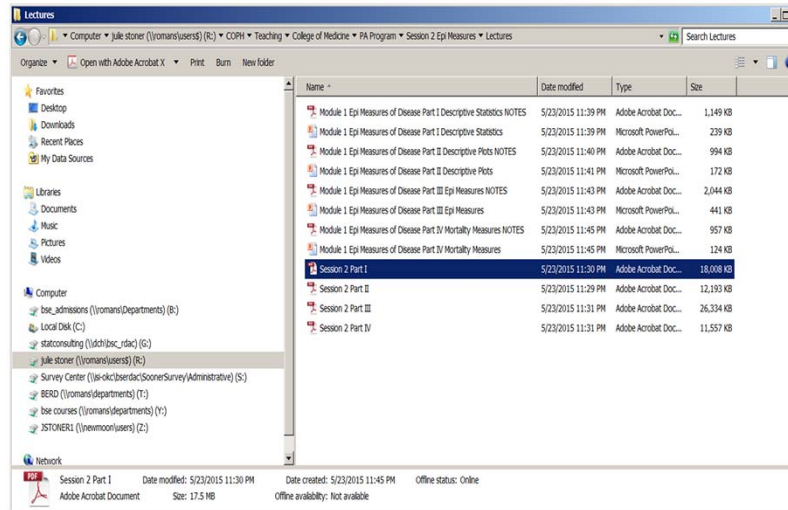 Lectures
Computer ▾ julie stoner (\\romans\users$) (R:) ▾ COPH ▾ Teaching ▾ College of Medicine ▾ PA Program ▾ Session 2 Epi Measures ▾ Lectures
Search Lectures
Organize ▾ Open with Adobe Acrobat X ▾ Print Burn New folder
Favorites
Desktop
Downloads
Recent Places
My Data Sources
Libraries
Documents
Music
Pictures
Videos
Computer
bse_admissions (\\romans\Departments) (B:)
Local Disk (C:)
statconsulting (\\dch\bsc_rdac) (G:)
julie stoner (\\romans\users$) (R:)
Survey Center (\\si-okc\bserdac\SoonerSurvey\Administrative) (S:)
BERD (\\romans\departments) (T:)
bse courses (\\romans\departments) (Y:)
JSTONER1 (\\newmoon\users) (Z:)
Network
Name Date modified Type Size
Module 1 Epi Measures of Disease Part I Descriptive Statistics NOTES 5/23/2015 11:39 PM Adobe Acrobat Doc... 1,149 KB
Module 1 Epi Measures of Disease Part I Descriptive Statistics 5/23/2015 11:39 PM Microsoft PowerPoi... 239 KB
Module 1 Epi Measures of Disease Part II Descriptive Plots NOTES 5/23/2015 11:40 PM Adobe Acrobat Doc... 994 KB
Module 1 Epi Measures of Disease Part II Descriptive Plots 5/23/2015 11:41 PM Microsoft PowerPoi... 172 KB
Module 1 Epi Measures of Disease Part III Epi Measures NOTES 5/23/2015 11:43 PM Adobe Acrobat Doc... 2,044 KB
Module 1 Epi Measures of Disease Part III Epi Measures 5/23/2015 11:43 PM Microsoft PowerPoi... 441 KB
Module 1 Epi Measures of Disease Part IV Mortality Measures NOTES 5/23/2015 11:45 PM Adobe Acrobat Doc... 957 KB
Module 1 Epi Measures of Disease Part IV Mortality Measures 5/23/2015 11:45 PM Microsoft PowerPoi... 124 KB
Session 2 Part I 5/23/2015 11:30 PM Adobe Acrobat Doc... 18,008 KB
Session 2 Part II 5/23/2015 11:29 PM Adobe Acrobat Doc... 12,193 KB
Session 2 Part III 5/23/2015 11:31 PM Adobe Acrobat Doc... 26,334 KB
Session 2 Part IV 5/23/2015 11:31 PM Adobe Acrobat Doc... 11,557 KB
PDF
Session 2 Part I Date modified: 5/23/2015 11:30 PM Date created: 5/23/2015 11:45 PM Offline status: Online
Adobe Acrobat Document Size: 17.5 MB Offline availability: Not available